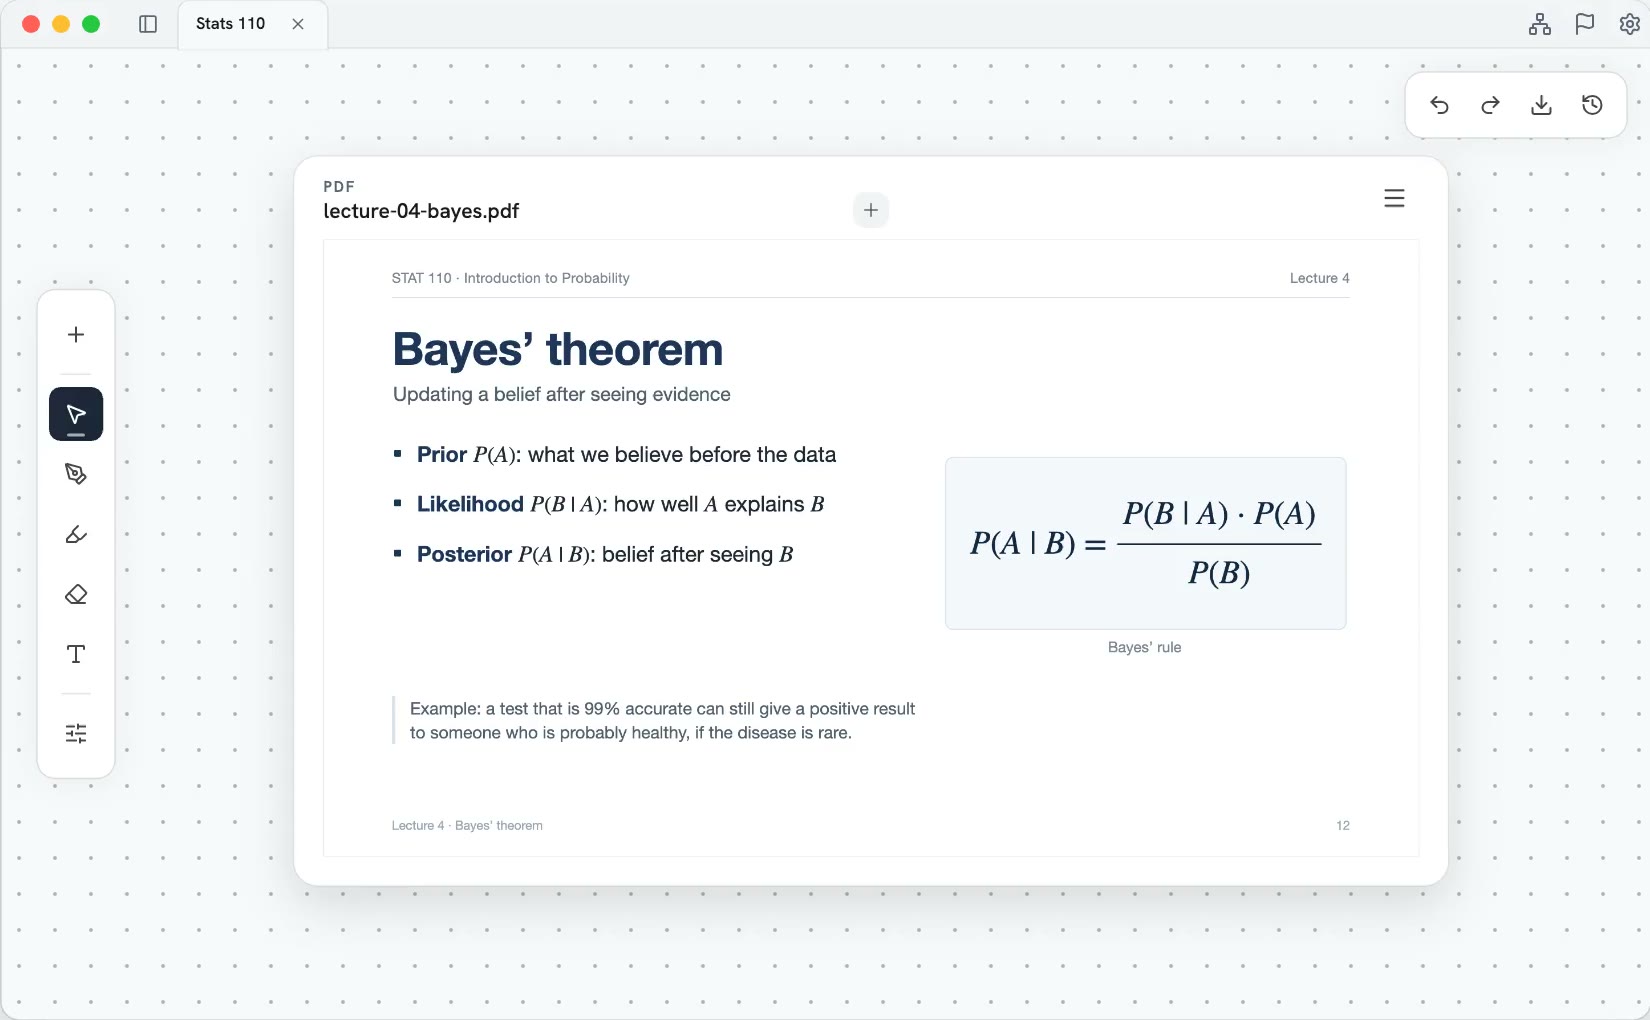 Stats 110
PDF
lecture-04-bayes.pdf
STAT 110 · Introduction to Probability
Lecture 4
Bayes’ theorem
Updating a belief after seeing evidence
▪ Prior P(A): what we believe before the data
▪ Likelihood P(B | A): how well A explains B
▪ Posterior P(A | B): belief after seeing B
P(A | B) = P(B | A) · P(A) / P(B)
Bayes’ rule
Example: a test that is 99% accurate can still give a positive result
to someone who is probably healthy, if the disease is rare.
Lecture 4 · Bayes’ theorem
12